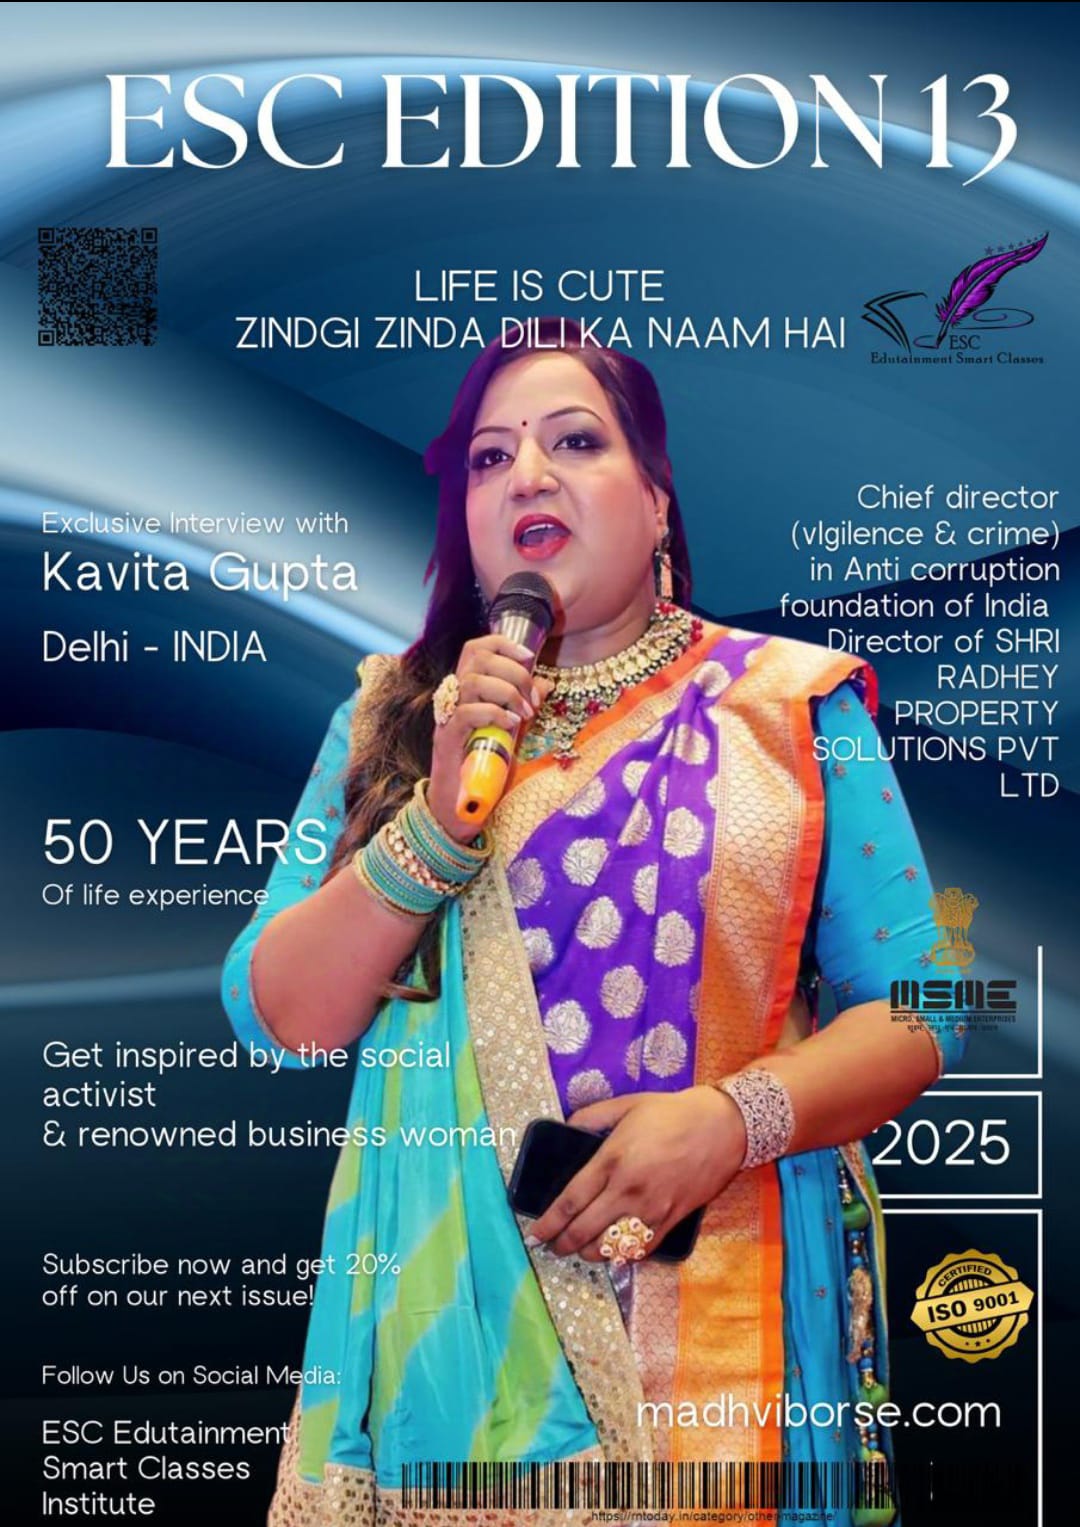 ESC EDITION 13
LIFE IS CUTE
ZINDGI ZINDA DILI KA NAAM HAI
ESC
Edutainment Smart Classes
Exclusive Interview with
Kavita Gupta
Delhi - INDIA
Chief director
(vIgilence & crime)
in Anti corruption
foundation of India
Director of SHRI
RADHEY
PROPERTY
SOLUTIONS PVT
LTD
50 YEARS
Of life experience
MSME
MICRO, SMALL & MEDIUM ENTERPRISES
Get inspired by the social
activist
& renowned business woman
2025
Subscribe now and get 20%
off on our next issue!
CERTIFIED
ISO 9001
Follow Us on Social Media:
madhviborse.com
ESC Edutainment
Smart Classes
Institute
https://rntoday.in/category/other-magazine/